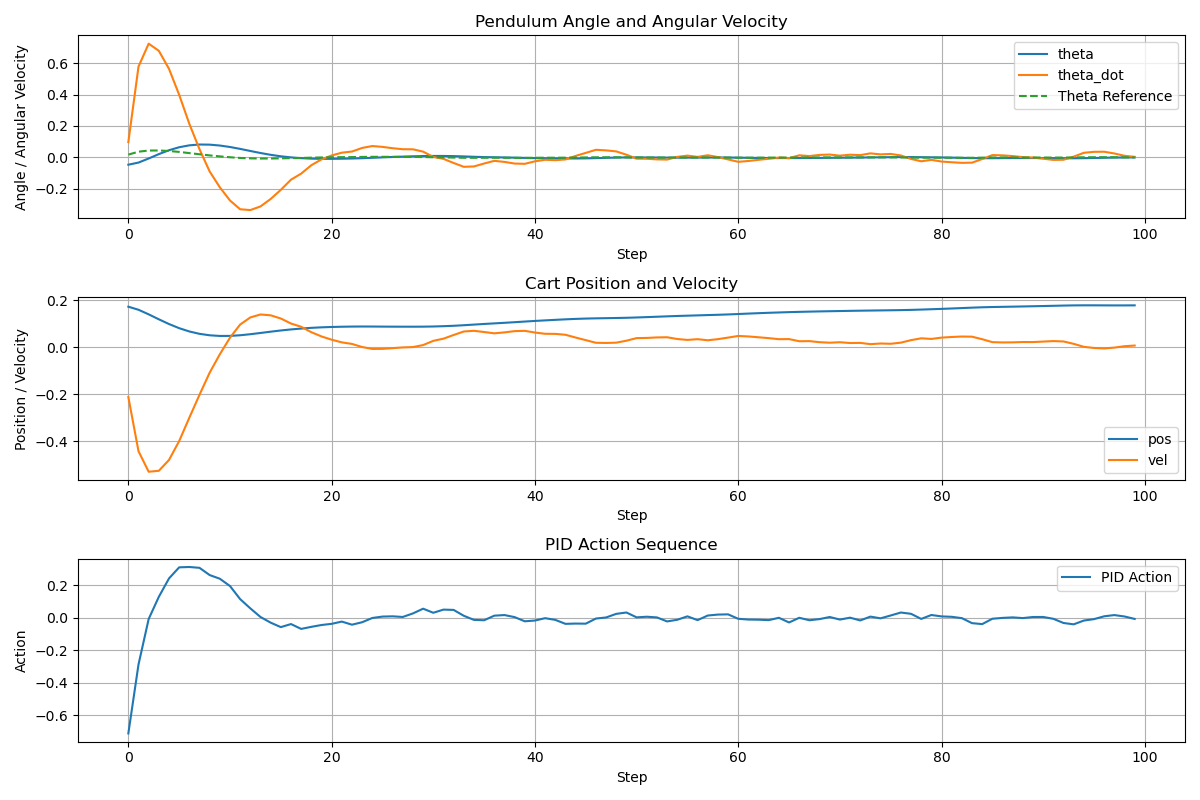 Pendulum Angle and Angular Velocity
Angle / Angular Velocity
0.6
0.4
0.2
0.0
−0.2
theta
theta_dot
Theta Reference
0 20 40 60 80 100
Step
Cart Position and Velocity
Position / Velocity
0.2
0.0
−0.2
−0.4
pos
vel
0 20 40 60 80 100
Step
PID Action Sequence
Action
0.2
0.0
−0.2
−0.4
−0.6
PID Action
0 20 40 60 80 100
Step